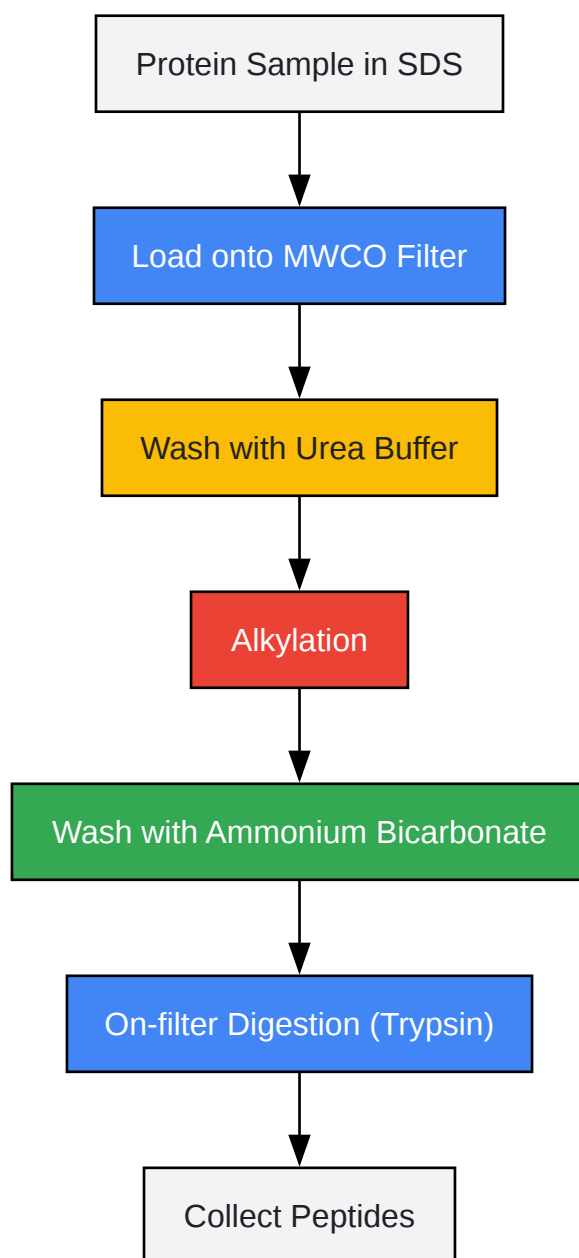 Protein Sample in SDS
Load onto MWCO Filter
Wash with Urea Buffer
Alkylation
Wash with Ammonium Bicarbonate
On-filter Digestion (Trypsin)
Collect Peptides